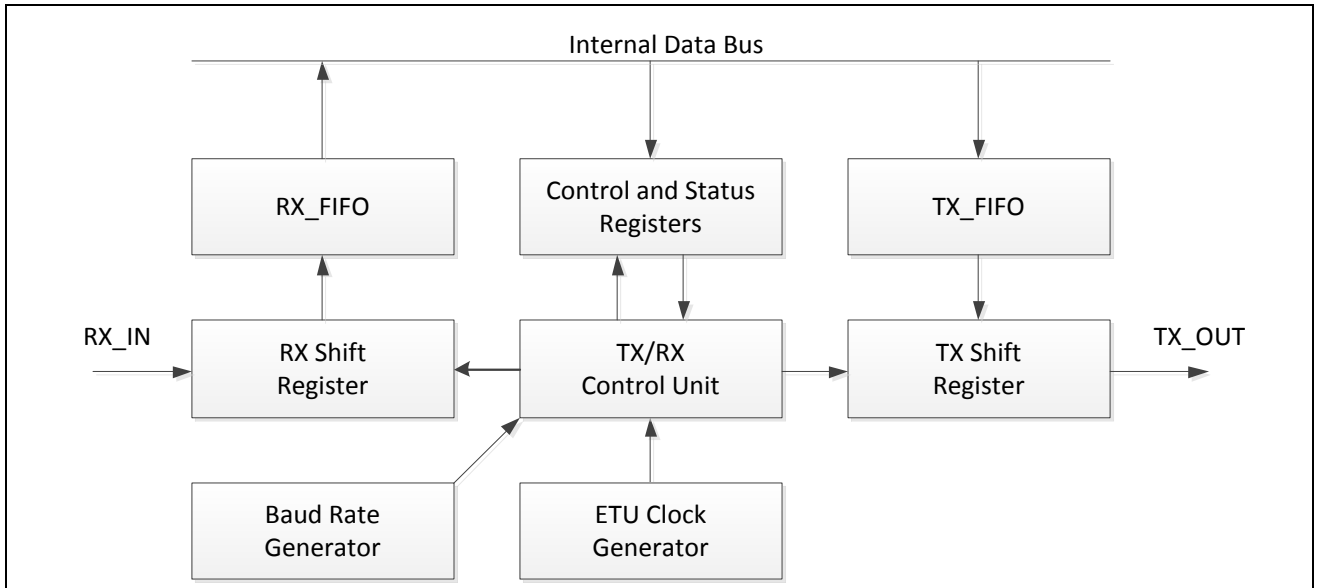 Internal Data Bus
RX_FIFO
Control and Status
Registers
TX_FIFO
RX_IN
RX Shift
Register
TX/RX
Control Unit
TX Shift
Register
TX_OUT
Baud Rate
Generator
ETU Clock
Generator